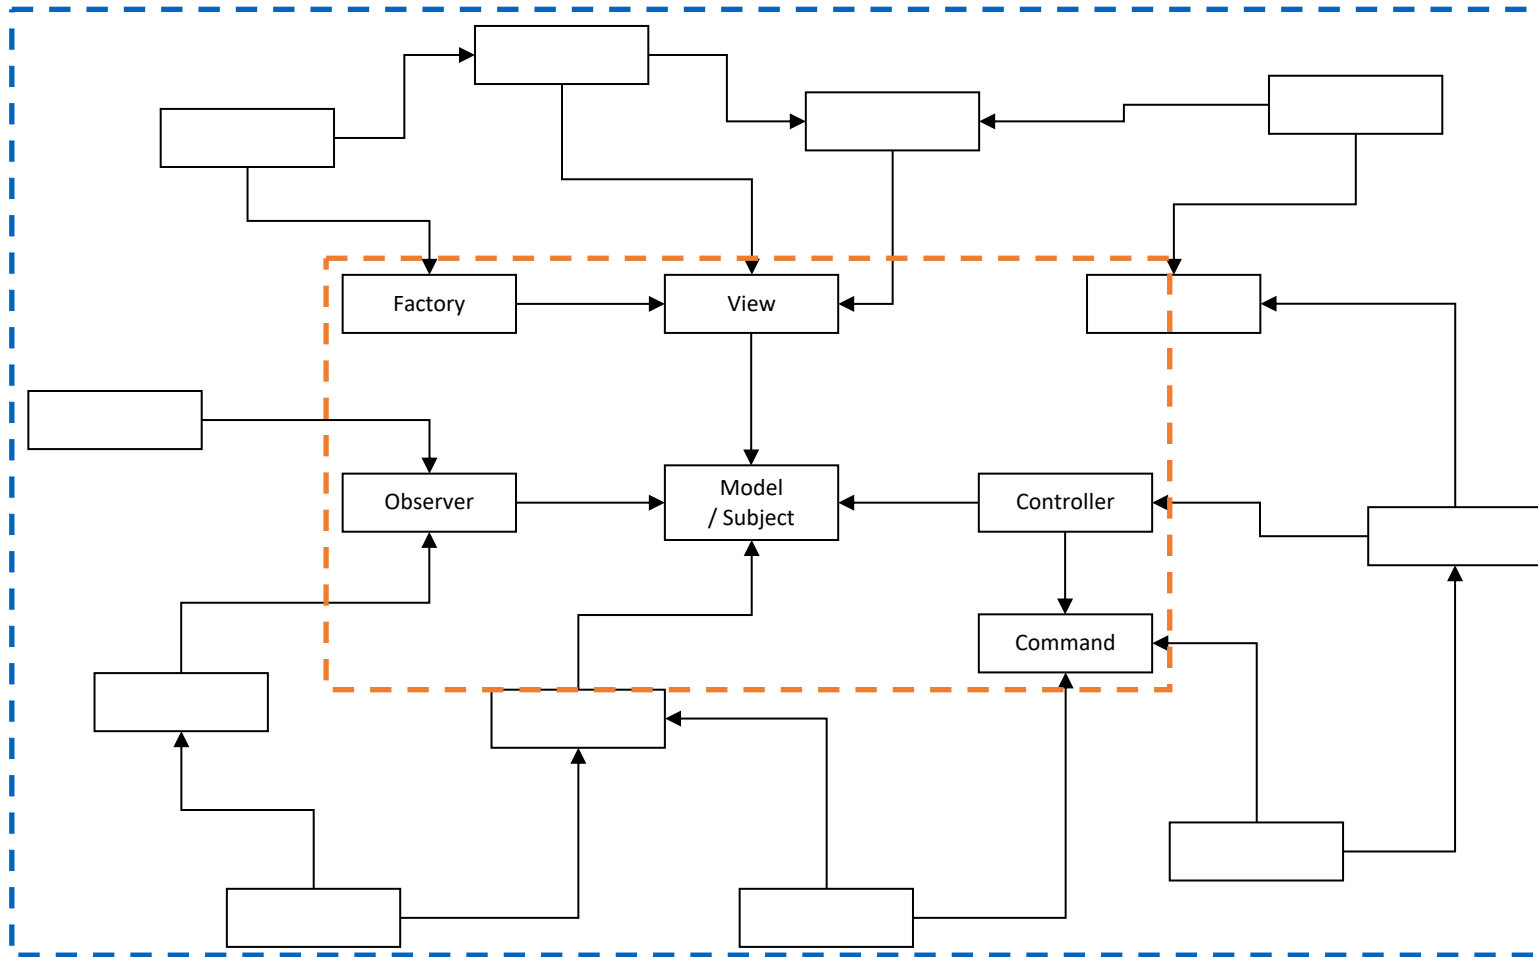 Factory
View
Observer
Model
/ Subject
Controller
Command